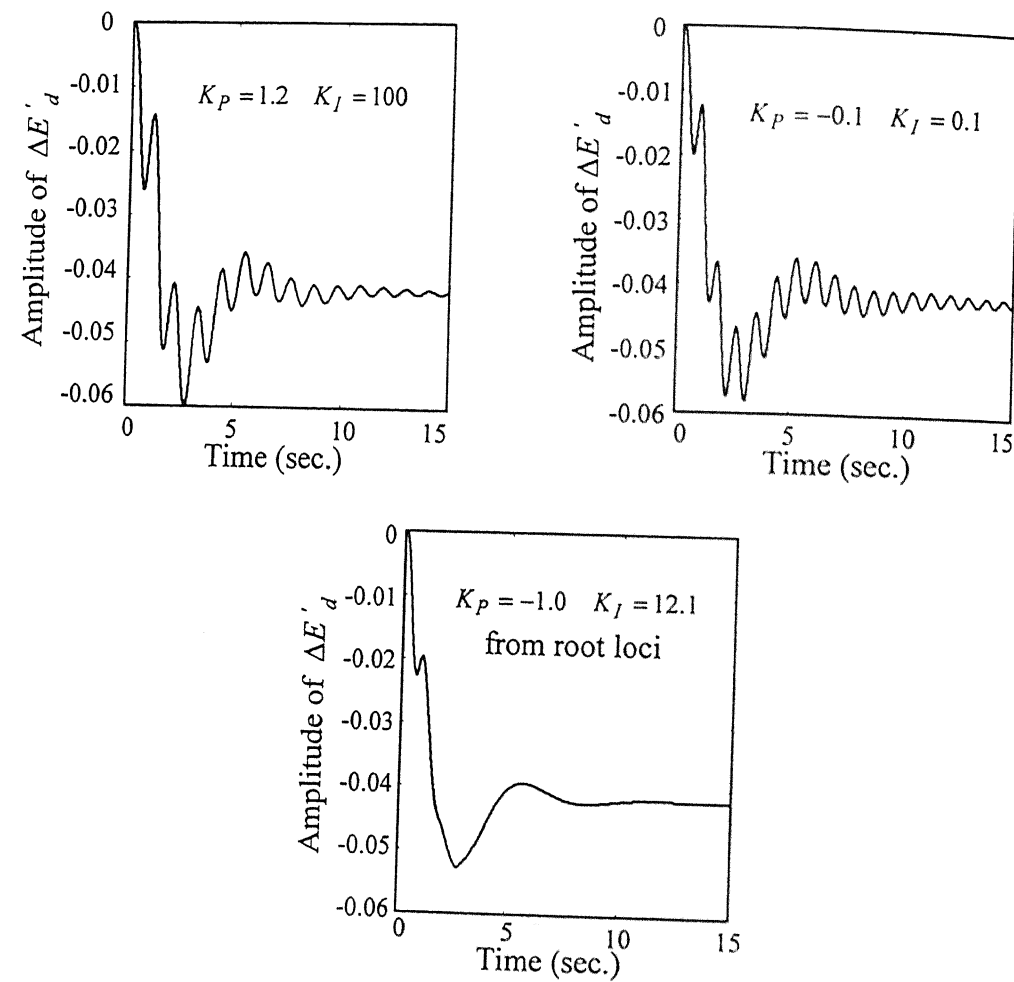 Amplitude of ΔE'd
0
-0.01
-0.02
-0.03
-0.04
-0.05
-0.06
K_P = 1.2 K_I = 100
0 5 10 15
Time (sec.)
Amplitude of ΔE'd
0
-0.01
-0.02
-0.03
-0.04
-0.05
-0.06
K_P = −0.1 K_I = 0.1
0 5 10 15
Time (sec.)
Amplitude of ΔE'd
0
-0.01
-0.02
-0.03
-0.04
-0.05
-0.06
K_P = −1.0 K_I = 12.1
from root loci
0 5 10 15
Time (sec.)